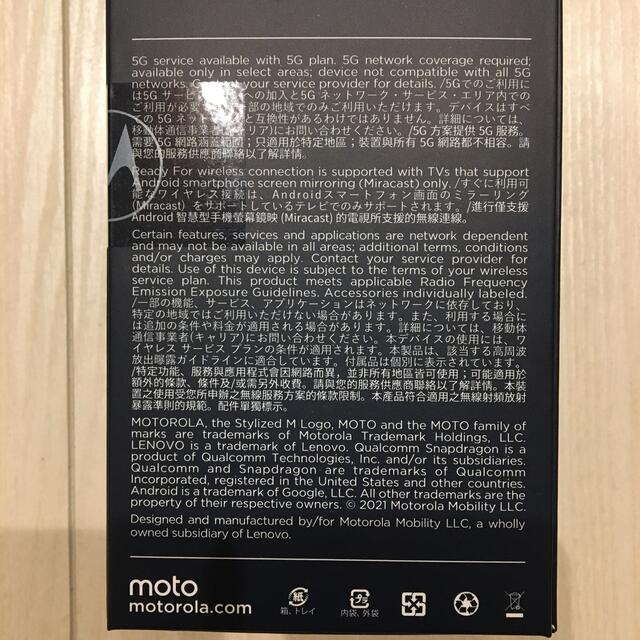 5G service available with 5G plan. 5G network coverage required;
available only in select areas; device not compatible with all 5G
networks. your service provider for details. /5Gでのご利用に
は5G サービ への加入と5G ネットワーク・サービス・エリア内での
ご利用が必要 部の地域でのみご利用いただけます。デバイスはすべ
ての 5G ネッ と互換性があるわけではありません。詳細については、
移動体通信事業者 リア)にお問い合わせください。/5G 方案提供 5G 服務。
需要 5G 網路涵蓋範圍；只適用於特定地區；裝置與所有 5G 網路都不相容。請
與您的服務供應商聯絡以了解詳情。
Ready For wireless connection is supported with TVs that support
Android smartphone screen mirroring (Miracast) only. /すぐに利用可
能なワイヤレス接続は、Androidスマートフォン画面のミラーリング
(Miracast) をサポートしているテレビでのみサポートされます。/進行僅支援
Android 智慧型手機螢幕鏡映 (Miracast) 的電視所支援的無線連線。
Certain features, services and applications are network dependent
and may not be available in all areas; additional terms, conditions
and/or charges may apply. Contact your service provider for
details. Use of this device is subject to the terms of your wireless
service plan. This product meets applicable Radio Frequency
Emission Exposure Guidelines. Accessories individually labeled.
/一部の機能、サービス、アプリケーションはネットワークに依存しており、
特定の地域ではご利用いただけない場合があります。また、利用する場合に
は追加の条件や料金が適用される場合があります。詳細については、移動体
通信事業者(キャリア)にお問い合わせください。本デバイスの使用には、ワ
イヤレス サービス プランの条件が適用されます。本製品は、該当する高周波
放出曝露ガイドラインに適合しています。付属品は個別に表示されています。
/特定功能、服務與應用程式會因網路而異，並非所有地區皆可使用；可能適用於
額外的條款、條件及/或需另外收費。請與您的服務供應商聯絡以了解詳情。本裝
置之使用受您所申辦之無線服務方案的條款限制。本產品符合適用之無線射頻放射
暴露準則的規範。配件單獨標示。
MOTOROLA, the Stylized M Logo, MOTO and the MOTO family of
marks are trademarks of Motorola Trademark Holdings, LLC.
LENOVO is a trademark of Lenovo. Qualcomm Snapdragon is a
product of Qualcomm Technologies, Inc. and/or its subsidiaries.
Qualcomm and Snapdragon are trademarks of Qualcomm
Incorporated, registered in the United States and other countries.
Android is a trademark of Google, LLC. All other trademarks are the
property of their respective owners. © 2021 Motorola Mobility LLC.
Designed and manufactured by/for Motorola Mobility LLC, a wholly
owned subsidiary of Lenovo.
moto
motorola.com
紙
箱、トレイ
プラ
内袋、外袋